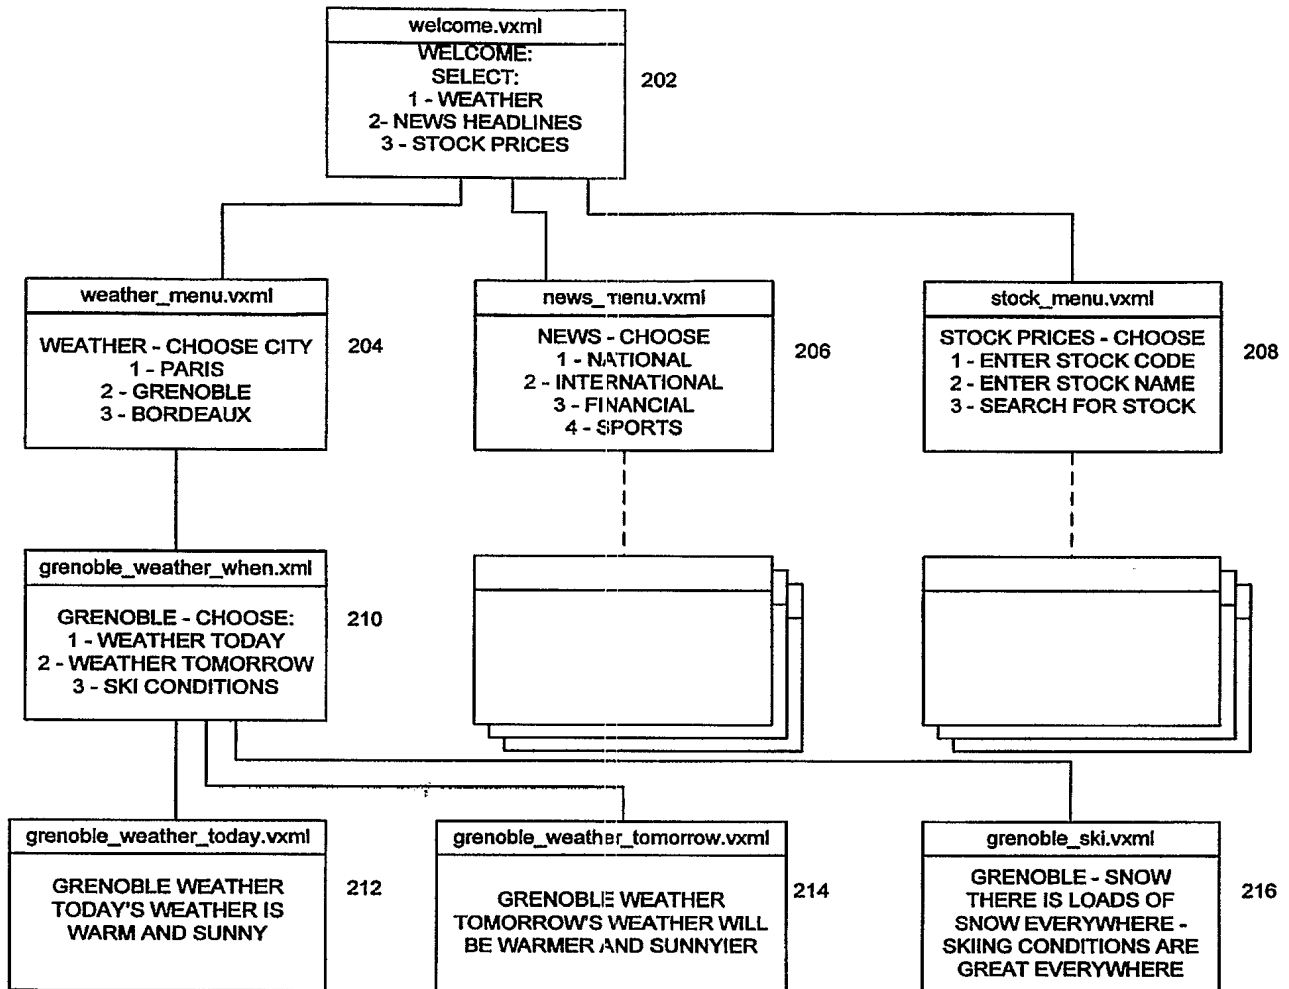 welcome.vxml
WELCOME:
SELECT:
1 - WEATHER
2- NEWS HEADLINES
3 - STOCK PRICES
202
weather_menu.vxml
WEATHER - CHOOSE CITY
1 - PARIS
2 - GRENOBLE
3 - BORDEAUX
204
news_menu.vxml
NEWS - CHOOSE
1 - NATIONAL
2 - INTERNATIONAL
3 - FINANCIAL
4 - SPORTS
206
stock_menu.vxml
STOCK PRICES - CHOOSE
1 - ENTER STOCK CODE
2 - ENTER STOCK NAME
3 - SEARCH FOR STOCK
208
grenoble_weather_when.xml
GRENOBLE - CHOOSE:
1 - WEATHER TODAY
2 - WEATHER TOMORROW
3 - SKI CONDITIONS
210
grenoble_weather_today.vxml
GRENOBLE WEATHER
TODAY'S WEATHER IS
WARM AND SUNNY
212
grenoble_weather_tomorrow.vxml
GRENOBLE WEATHER
TOMORROW'S WEATHER WILL
BE WARMER AND SUNNYIER
214
grenoble_ski.vxml
GRENOBLE - SNOW
THERE IS LOADS OF
SNOW EVERYWHERE -
SKIING CONDITIONS ARE
GREAT EVERYWHERE
216